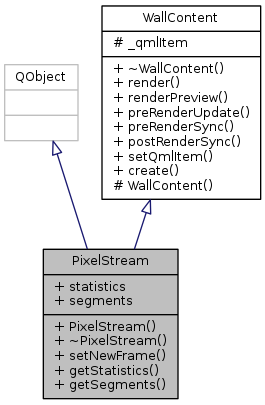 WallContent
# _qmlItem
+ ~WallContent()
+ render()
+ renderPreview()
+ preRenderUpdate()
+ preRenderSync()
+ postRenderSync()
+ setQmlItem()
+ create()
# WallContent()
QObject
PixelStream
+ statistics
+ segments
+ PixelStream()
+ ~PixelStream()
+ setNewFrame()
+ getStatistics()
+ getSegments()